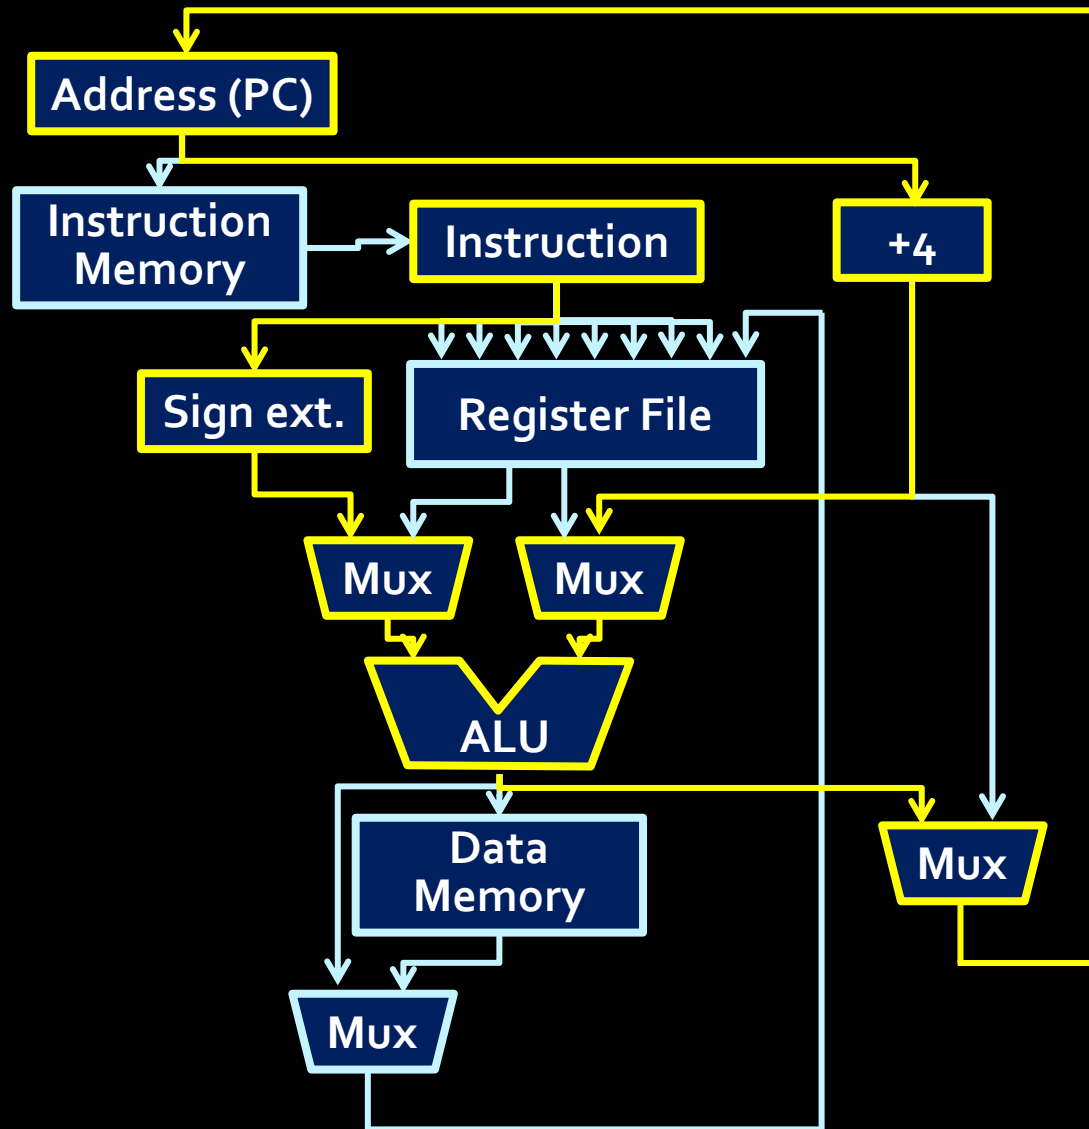 Address (PC)
Instruction
Memory
Instruction
+4
Sign ext.
Register File
Mux
Mux
ALU
Data
Memory
Mux
Mux